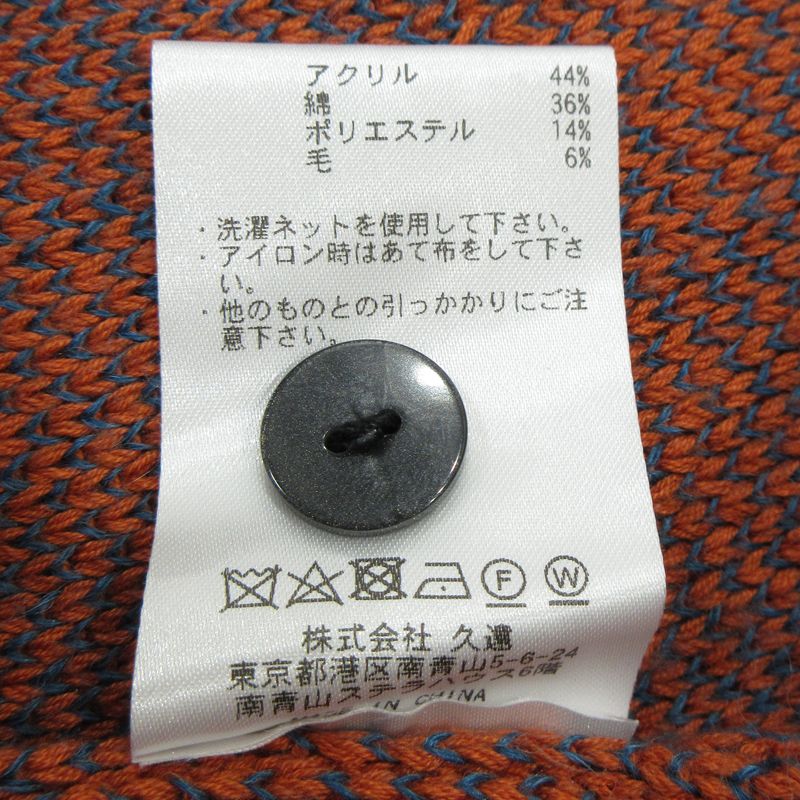 アクリル 44%
綿 36%
ポリエステル 14%
毛 6%
・洗濯ネットを使用して下さい。
・アイロン時はあて布をして下さ
い。
・他のものとの引っかかりにご注
意下さい。
F W
株式会社 久遠
東京都港区南青山5-6-24
南青山ステラハウス6階
MADE IN CHINA